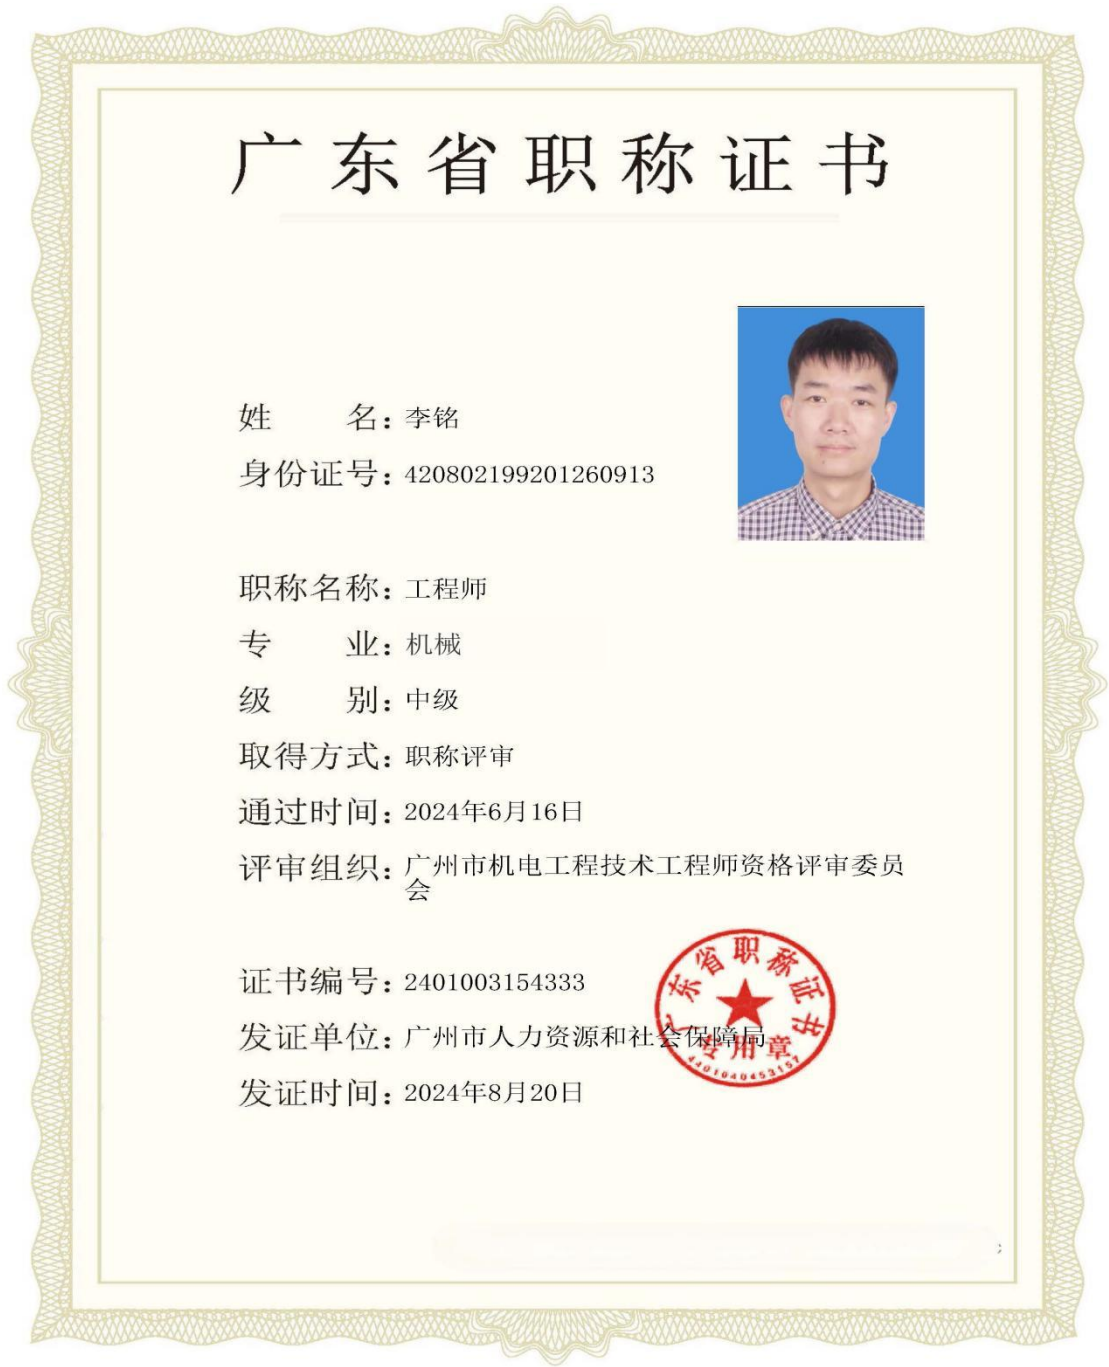 广东省职称证书
姓 名：李铭
身份证号：420802199201260913
职称名称：工程师
专 业：机械
级 别：中级
取得方式：职称评审
通过时间：2024年6月16日
评审组织：广州市机电工程技术工程师资格评审委员
会
证书编号：2401003154333
发证单位：广州市人力资源和社会保障局
发证时间：2024年8月20日
广东省职称证书
专用章
4401040453157